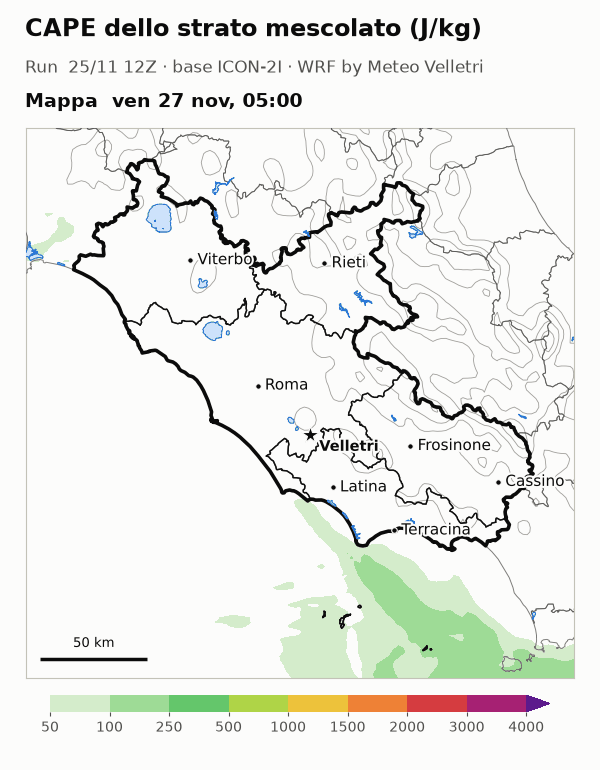 CAPE dello strato mescolato (J/kg)
Run  25/11 12Z · base ICON-2I · WRF by Meteo Velletri
Mappa  ven 27 nov, 05:00
Viterbo
Rieti
Roma
Velletri
Frosinone
Latina
Cassino
Terracina
50 km
50 100 250 500 1000 1500 2000 3000 4000